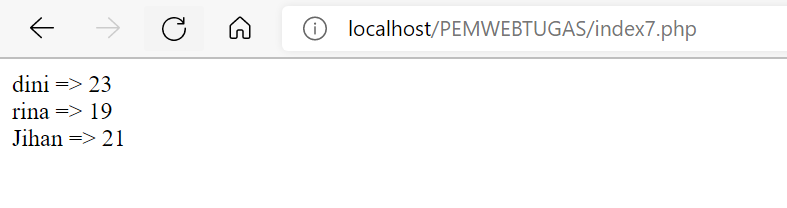 localhost/PEMWEBTUGAS/index7.php
dini => 23
rina => 19
Jihan => 21